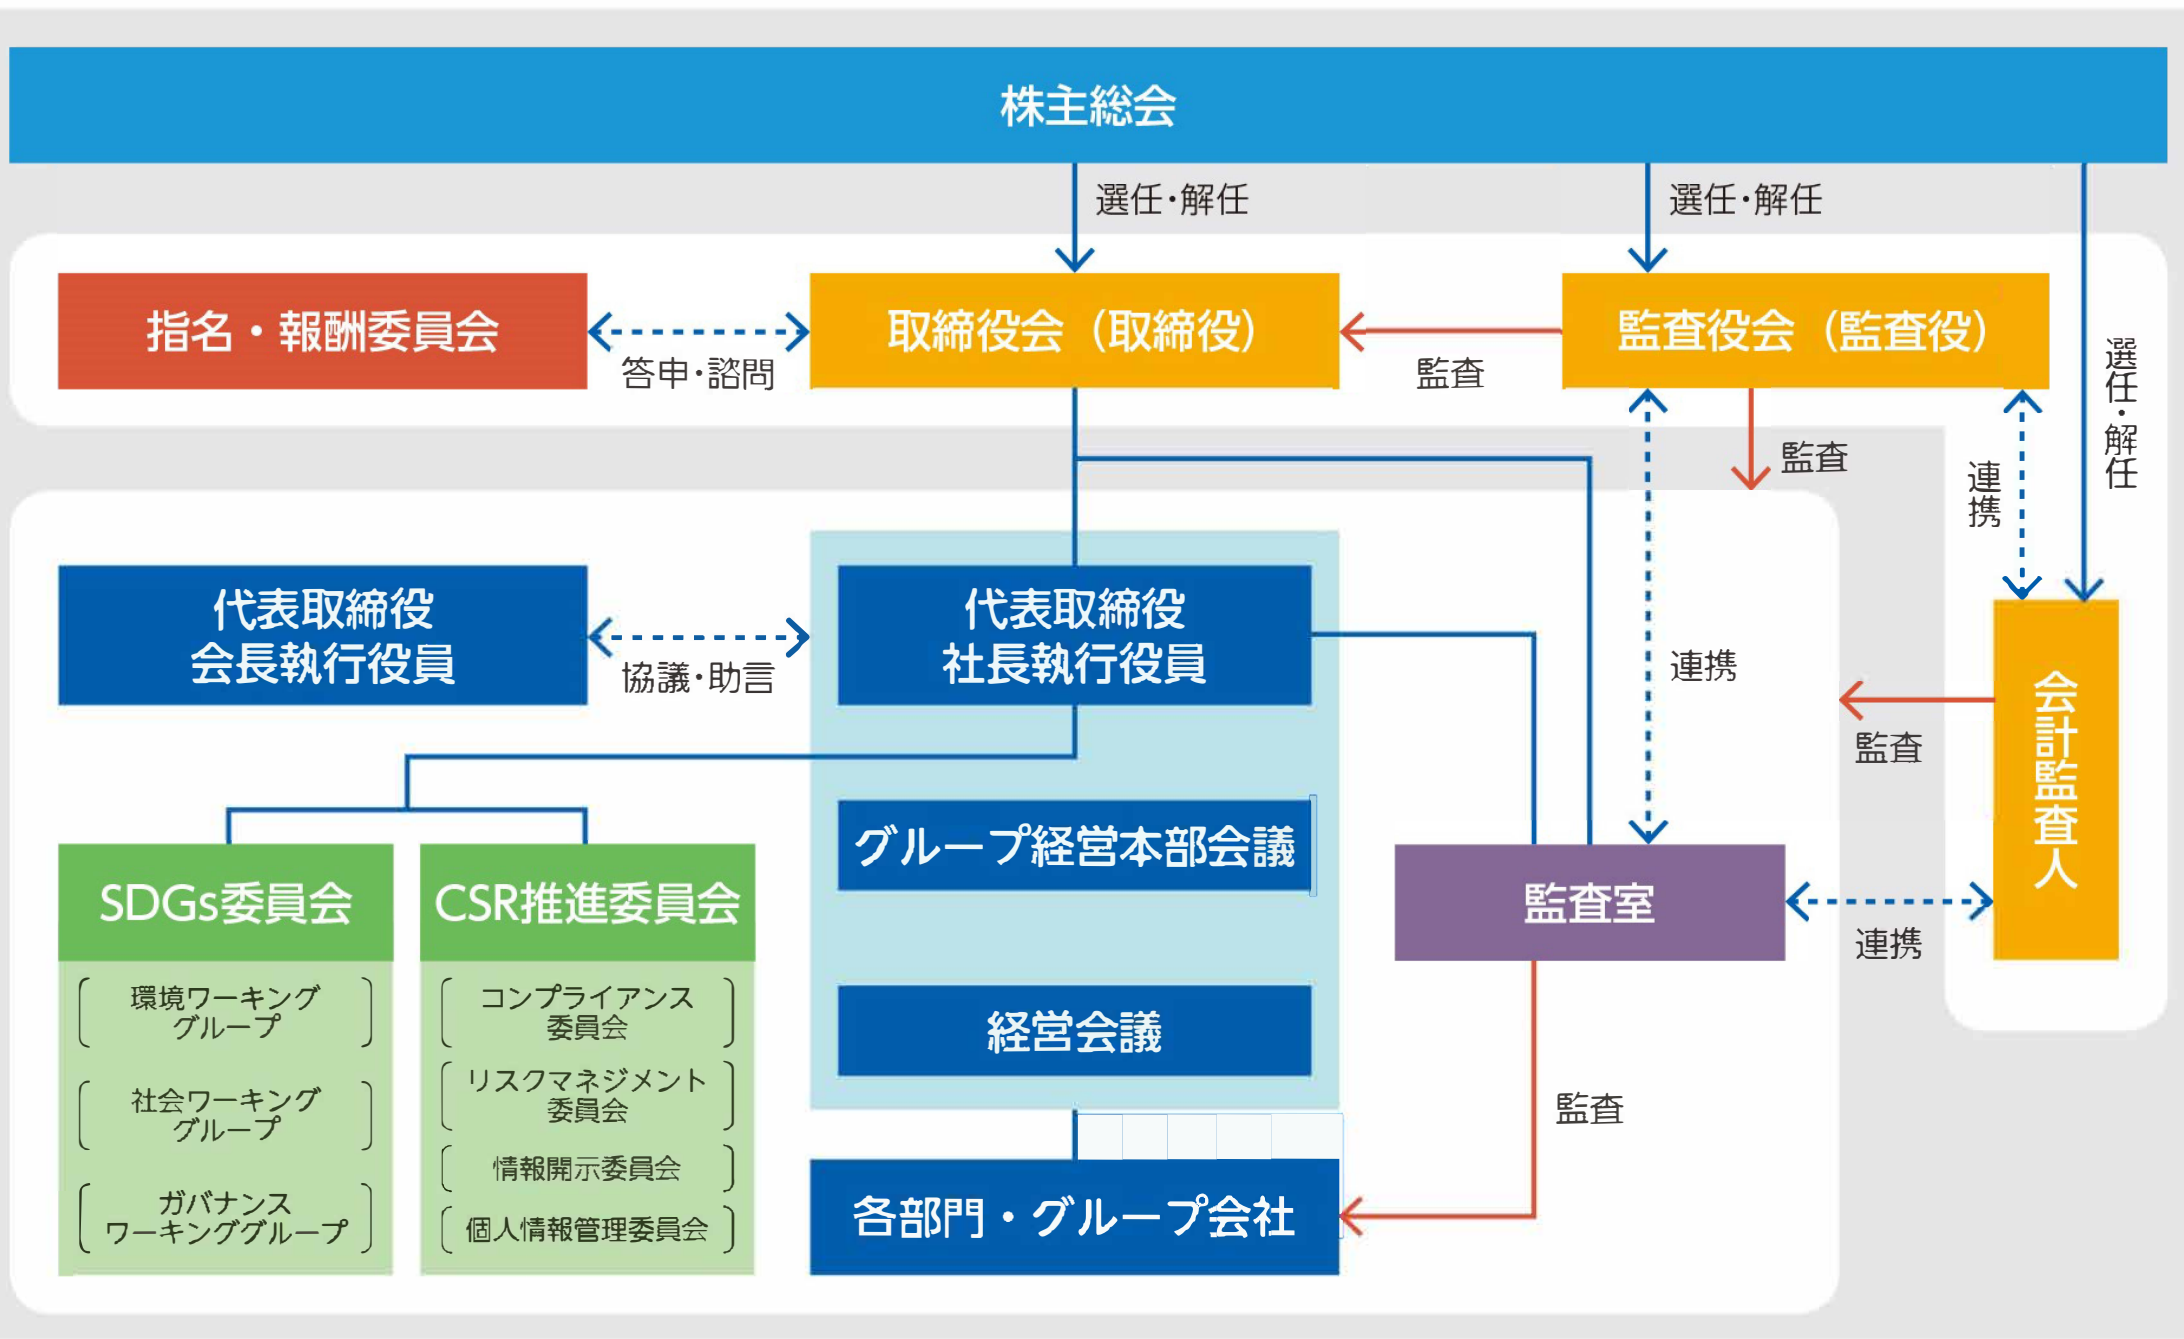 株主総会
選任・解任
選任・解任
選任・解任
指名・報酬委員会
答申・諮問
取締役会（取締役）
監査
監査役会（監査役）
監査
連携
代表取締役
会長執行役員
協議・助言
代表取締役
社長執行役員
連携
監査
会計監査人
グループ経営本部会議
SDGs委員会
CSR推進委員会
監査室
連携
環境ワーキング
グループ
社会ワーキング
グループ
ガバナンス
ワーキンググループ
コンプライアンス
委員会
リスクマネジメント
委員会
情報開示委員会
個人情報管理委員会
経営会議
監査
各部門・グループ会社